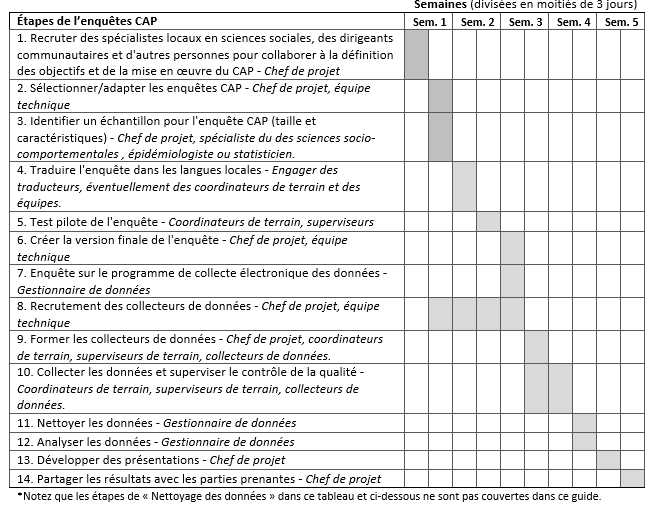 Semaines (divisées en moitiés de 3 jours)
Étapes de l'enquêtes CAP Sem. 1 Sem. 2 Sem. 3 Sem. 4 Sem. 5
1. Recruter des spécialistes locaux en sciences sociales, des dirigeants
communautaires et d'autres personnes pour collaborer à la définition
des objectifs et de la mise en œuvre du CAP - Chef de projet
2. Sélectionner/adapter les enquêtes CAP - Chef de projet, équipe
technique
3. Identifier un échantillon pour l'enquête CAP (taille et
caractéristiques) - Chef de projet, spécialiste du des sciences socio-
comportementales , épidémiologiste ou statisticien.
4. Traduire l'enquête dans les langues locales - Engager des
traducteurs, éventuellement des coordinateurs de terrain et des
équipes.
5. Test pilote de l'enquête - Coordinateurs de terrain, superviseurs
6. Créer la version finale de l'enquête - Chef de projet, équipe
technique
7. Enquête sur le programme de collecte électronique des données -
Gestionnaire de données
8. Recrutement des collecteurs de données - Chef de projet, équipe
technique
9. Former les collecteurs de données - Chef de projet, coordinateurs
de terrain, superviseurs de terrain, collecteurs de données.
10. Collecter les données et superviser le contrôle de la qualité -
Coordinateurs de terrain, superviseurs de terrain, collecteurs de
données.
11. Nettoyer les données - Gestionnaire de données
12. Analyser les données - Gestionnaire de données
13. Développer des présentations - Chef de projet
14. Partager les résultats avec les parties prenantes - Chef de projet
*Notez que les étapes de « Nettoyage des données » dans ce tableau et ci-dessous ne sont pas couvertes dans ce guide.